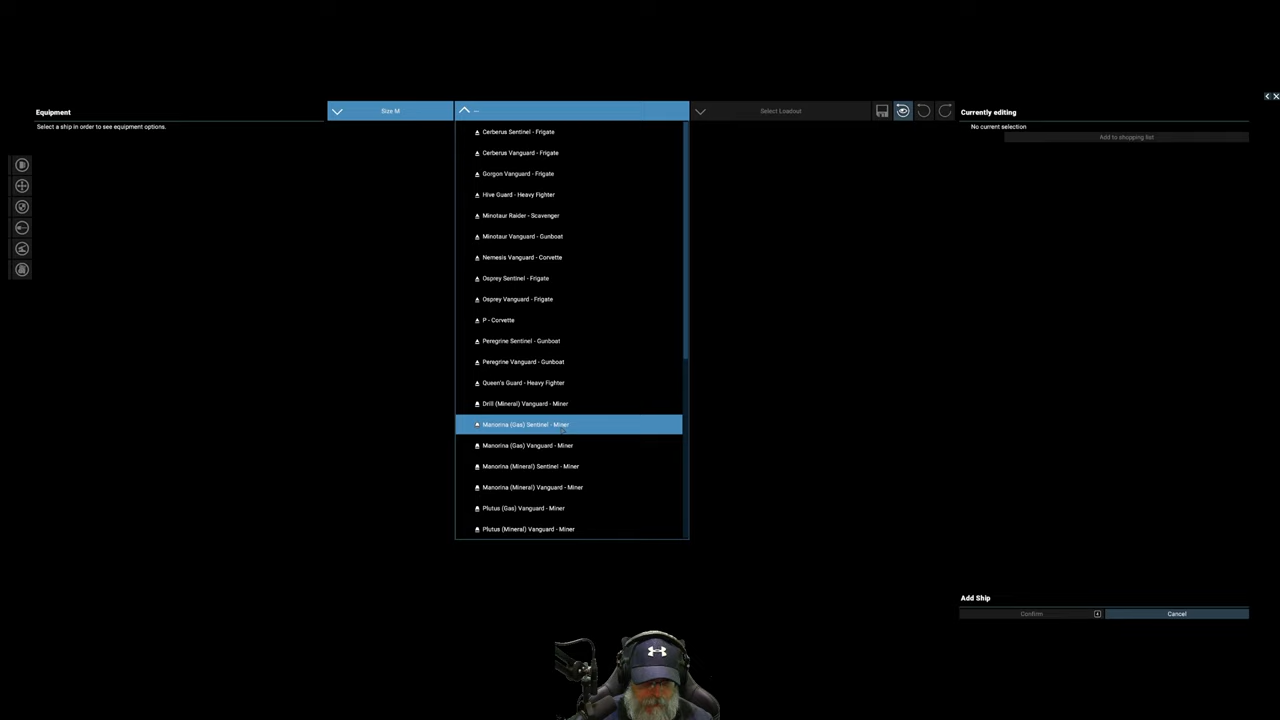 Equipment
Select a ship in order to see equipment options.
Size M
--
Cerberus Sentinel - Frigate
Cerberus Vanguard - Frigate
Gorgon Vanguard - Frigate
Hive Guard - Heavy Fighter
Minotaur Raider - Scavenger
Minotaur Vanguard - Gunboat
Nemesis Vanguard - Corvette
Osprey Sentinel - Frigate
Osprey Vanguard - Frigate
P - Corvette
Peregrine Sentinel - Gunboat
Peregrine Vanguard - Gunboat
Queen's Guard - Heavy Fighter
Drill (Mineral) Vanguard - Miner
Manorina (Gas) Sentinel - Miner
Manorina (Gas) Vanguard - Miner
Manorina (Mineral) Sentinel - Miner
Manorina (Mineral) Vanguard - Miner
Plutus (Gas) Vanguard - Miner
Plutus (Mineral) Vanguard - Miner
Select Loadout
Currently editing
No current selection
Add to shopping list
Add Ship
Confirm
Cancel